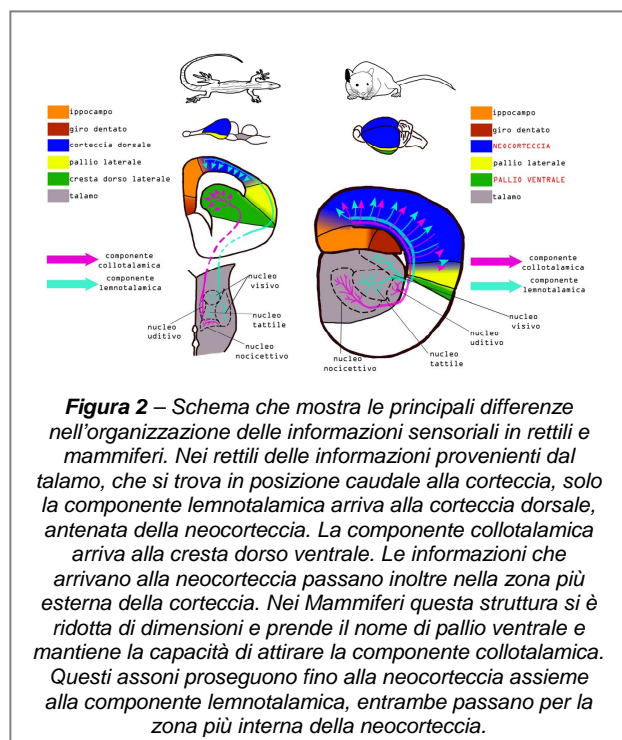 ippocampo
giro dentato
corteccia dorsale
pallio laterale
cresta dorso laterale
talamo
componente
collotalamica
componente
lemnotalamica
nucleo
visivo
nucleo
tattile
nucleo
uditivo
nucleo
nocicettivo
ippocampo
giro dentato
NEOCORTECCIA
pallio laterale
PALLIO VENTRALE
talamo
componente
collotalamica
componente
lemnotalamica
nucleo
visivo
nucleo
uditivo
nucleo
tattile
nucleo
nocicettivo
Figura 2 – Schema che mostra le principali differenze
nell'organizzazione delle informazioni sensoriali in rettili e
mammiferi. Nei rettili delle informazioni provenienti dal
talamo, che si trova in posizione caudale alla corteccia, solo
la componente lemnotalamica arriva alla corteccia dorsale,
antenata della neocorteccia. La componente collotalamica
arriva alla cresta dorso ventrale. Le informazioni che
arrivano alla neocorteccia passano inoltre nella zona più
esterna della corteccia. Nei Mammiferi questa struttura si è
ridotta di dimensioni e prende il nome di pallio ventrale e
mantiene la capacità di attirare la componente collotalamica.
Questi assoni proseguono fino alla neocorteccia assieme
alla componente lemnotalamica, entrambe passano per la
zona più interna della neocorteccia.